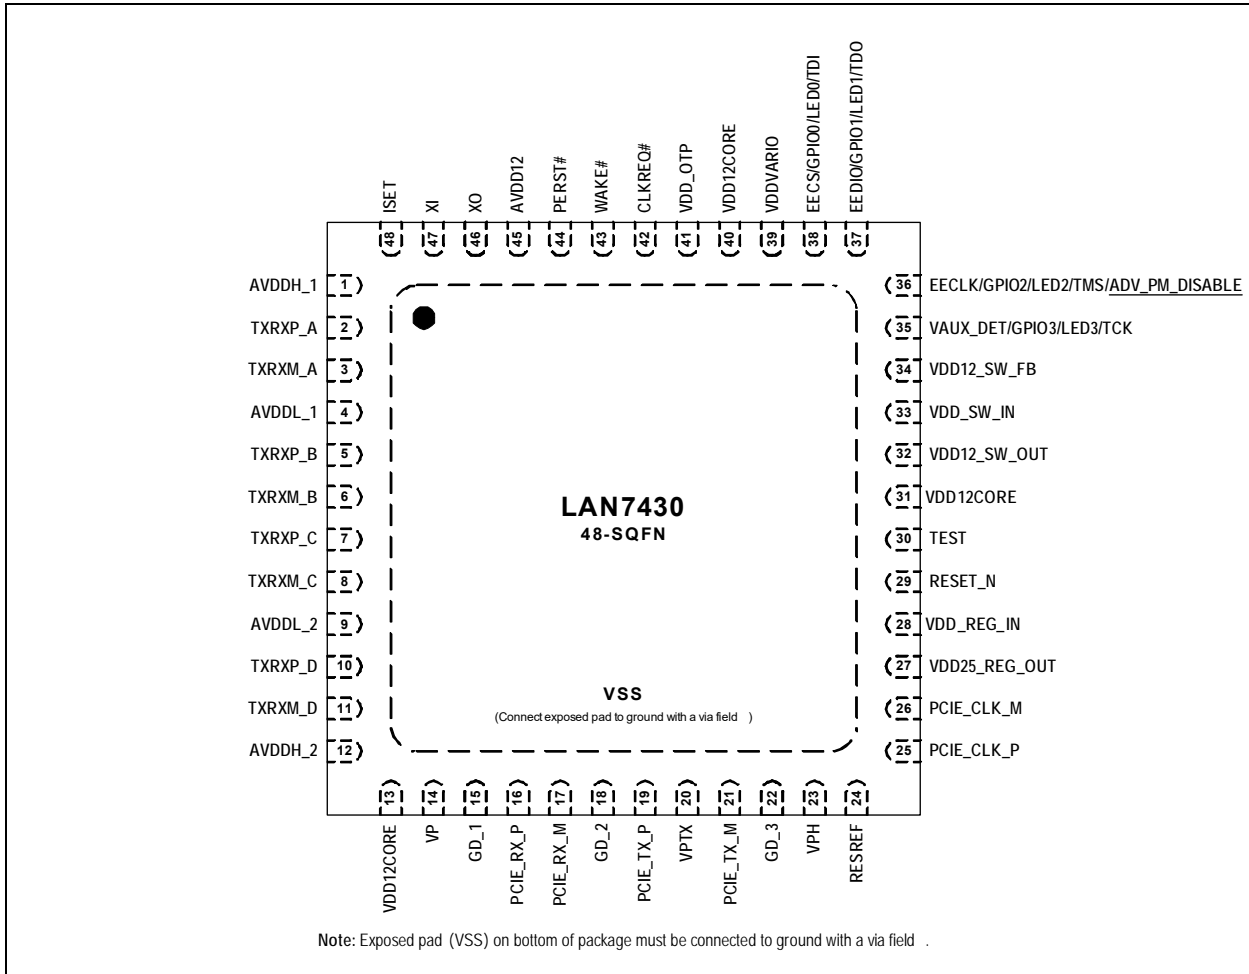 ISET
XI
XO
AVDD12
PERST#
WAKE#
CLKREQ#
VDD_OTP
VDD12CORE
VDDVARIO
EECS/GPIO0/LED0/TDI
EEDIO/GPIO1/LED1/TDO
48
47
46
45
44
43
42
41
40
39
38
37
AVDDH_1 1
TXRXP_A 2
TXRXM_A 3
AVDDL_1 4
TXRXP_B 5
TXRXM_B 6
TXRXP_C 7
TXRXM_C 8
AVDDL_2 9
TXRXP_D 10
TXRXM_D 11
AVDDH_2 12
36 EECLK/GPIO2/LED2/TMS/ADV_PM_DISABLE
35 VAUX_DET/GPIO3/LED3/TCK
34 VDD12_SW_FB
33 VDD_SW_IN
32 VDD12_SW_OUT
31 VDD12CORE
30 TEST
29 RESET_N
28 VDD_REG_IN
27 VDD25_REG_OUT
26 PCIE_CLK_M
25 PCIE_CLK_P
LAN7430
48-SQFN
VSS
(Connect exposed pad to ground with a via field )
13
14
15
16
17
18
19
20
21
22
23
24
VDD12CORE
VP
GD_1
PCIE_RX_P
PCIE_RX_M
GD_2
PCIE_TX_P
VPTX
PCIE_TX_M
GD_3
VPH
RESREF
Note: Exposed pad (VSS) on bottom of package must be connected to ground with a via field .